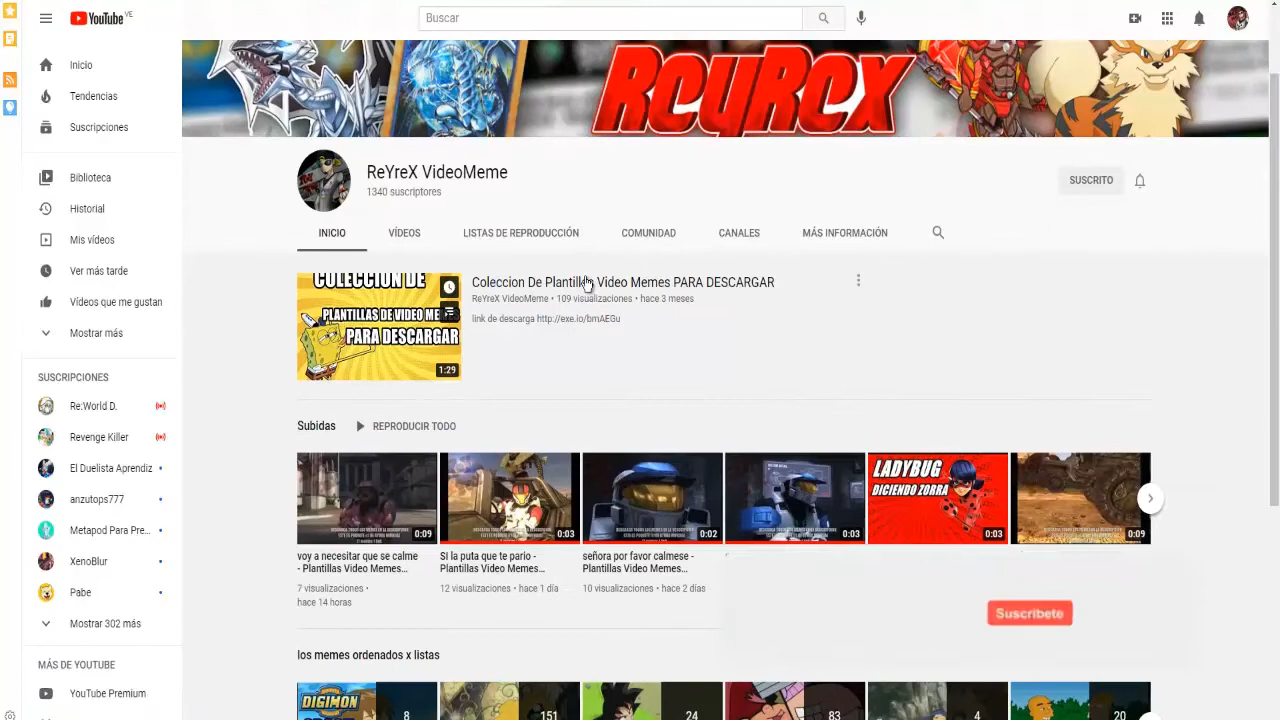 YouTube VE
Buscar
ReYRex
Inicio
Tendencias
Suscripciones
Biblioteca
Historial
Mis vídeos
Ver más tarde
Vídeos que me gustan
Mostrar más
SUSCRIPCIONES
Re:World D.
Revenge Killer
El Duelista Aprendiz
anzutops777
Metapod Para Pre...
XenoBlur
Pabe
Mostrar 302 más
MÁS DE YOUTUBE
YouTube Premium
ReYreX VideoMeme
1340 suscriptores
SUSCRITO
INICIO
VÍDEOS
LISTAS DE REPRODUCCIÓN
COMUNIDAD
CANALES
MÁS INFORMACIÓN
COLECCION DE
PLANTILLAS DE VIDEO MEM
PARA DESCARGAR
1:29
Coleccion De Plantillas Video Memes PARA DESCARGAR
ReYreX VideoMeme • 109 visualizaciones • hace 3 meses
link de descarga http://exe.io/bmAEGu
Subidas
REPRODUCIR TODO
0:09
0:03
0:02
0:03
LADYBUG
DICIENDO ZORRA
0:03
0:09
voy a necesitar que se calme
- Plantillas Video Memes...
7 visualizaciones •
hace 14 horas
SI la puta que te pario -
Plantillas Video Memes...
12 visualizaciones • hace 1 día
señora por favor calmese -
Plantillas Video Memes...
10 visualizaciones • hace 2 días
Suscribete
los memes ordenados x listas
DIGIMON
8
151
24
83
4
20